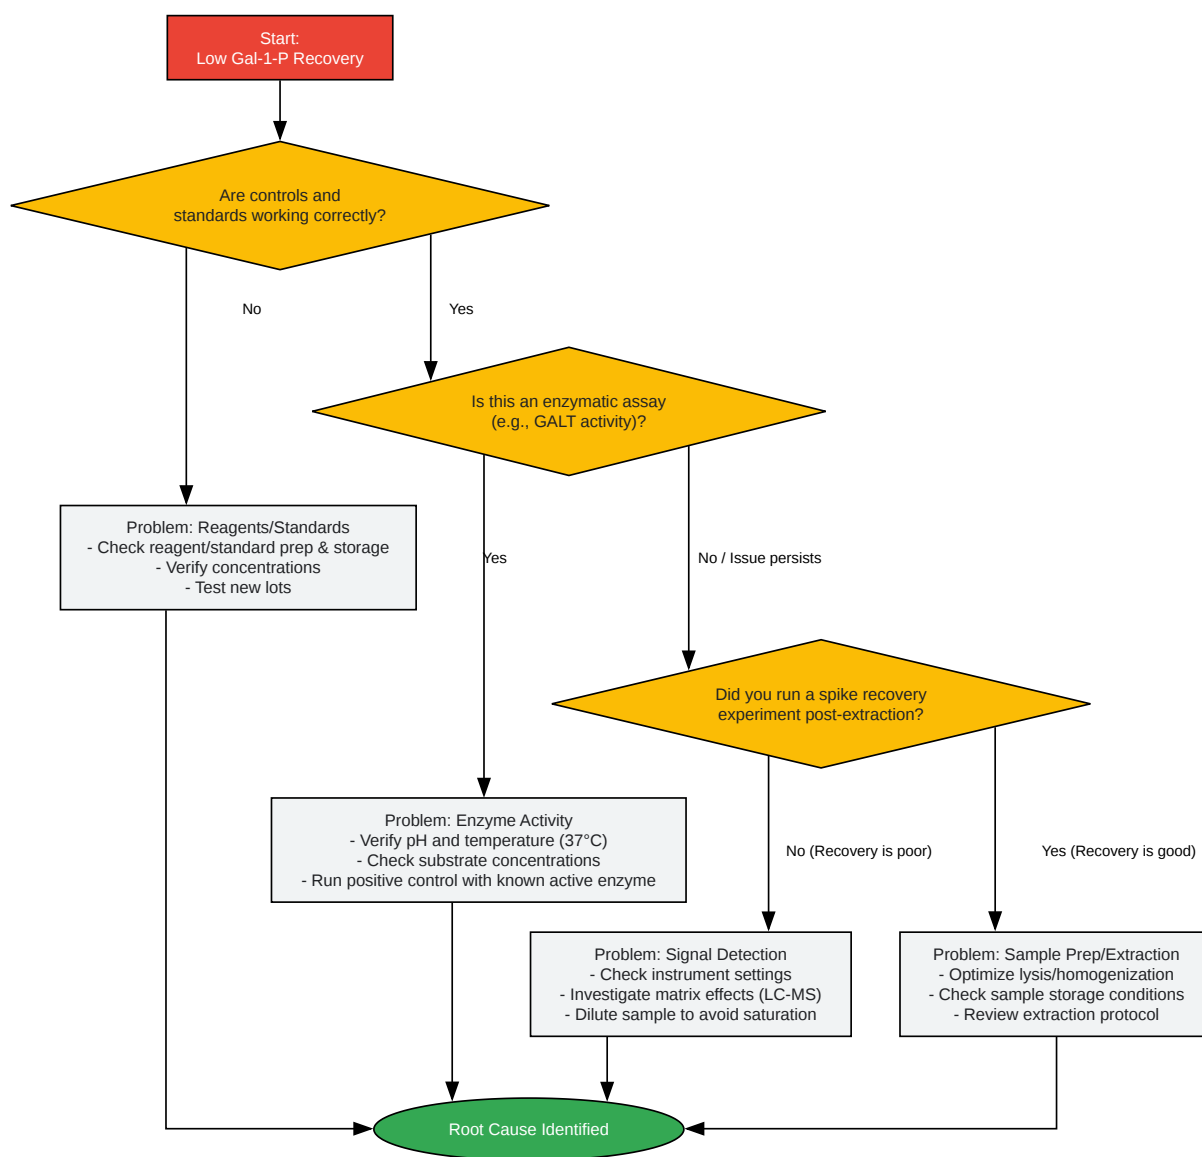 Start:
Low Gal-1-P Recovery
Are controls and
standards working correctly?
No
Yes
Is this an enzymatic assay
(e.g., GALT activity)?
Problem: Reagents/Standards
- Check reagent/standard prep & storage
- Verify concentrations
- Test new lots
Yes
No / Issue persists
Did you run a spike recovery
experiment post-extraction?
Problem: Enzyme Activity
- Verify pH and temperature (37°C)
- Check substrate concentrations
- Run positive control with known active enzyme
No (Recovery is poor)
Yes (Recovery is good)
Problem: Signal Detection
- Check instrument settings
- Investigate matrix effects (LC-MS)
- Dilute sample to avoid saturation
Problem: Sample Prep/Extraction
- Optimize lysis/homogenization
- Check sample storage conditions
- Review extraction protocol
Root Cause Identified